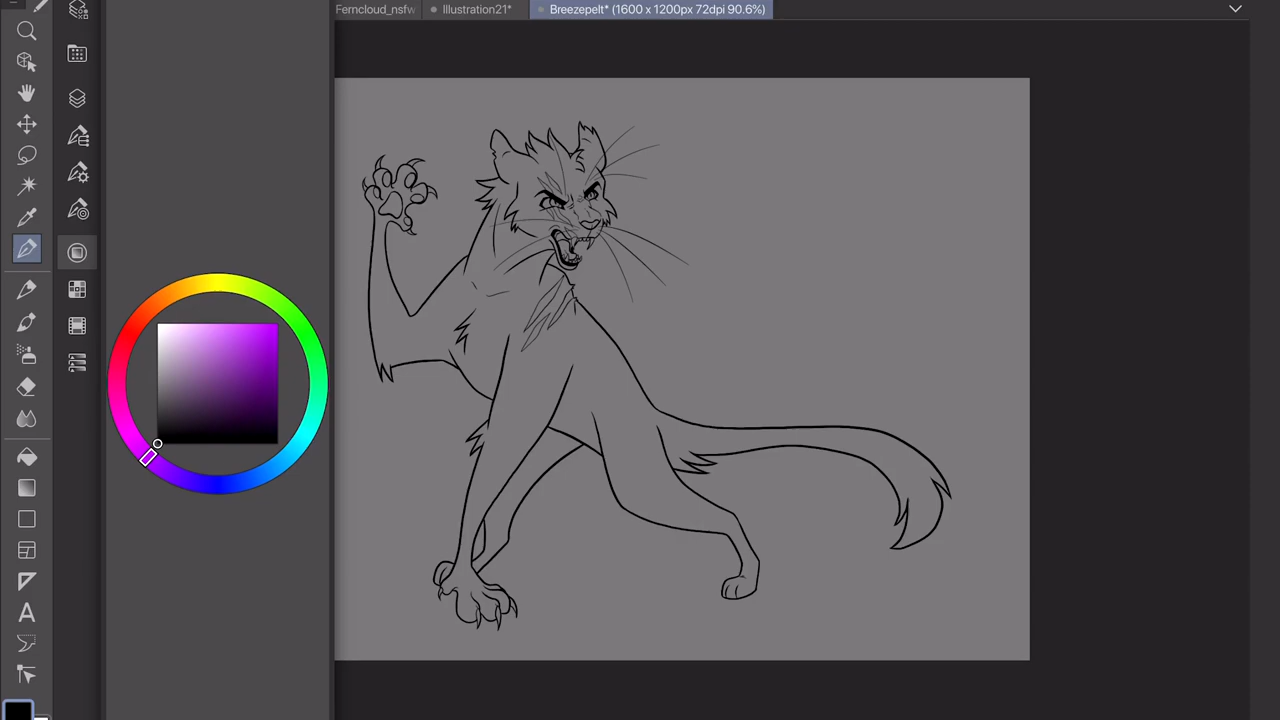 Ferncloud_nsfw
Illustration21*
Breezepelt* (1600 x 1200px 72dpi 90.6%)